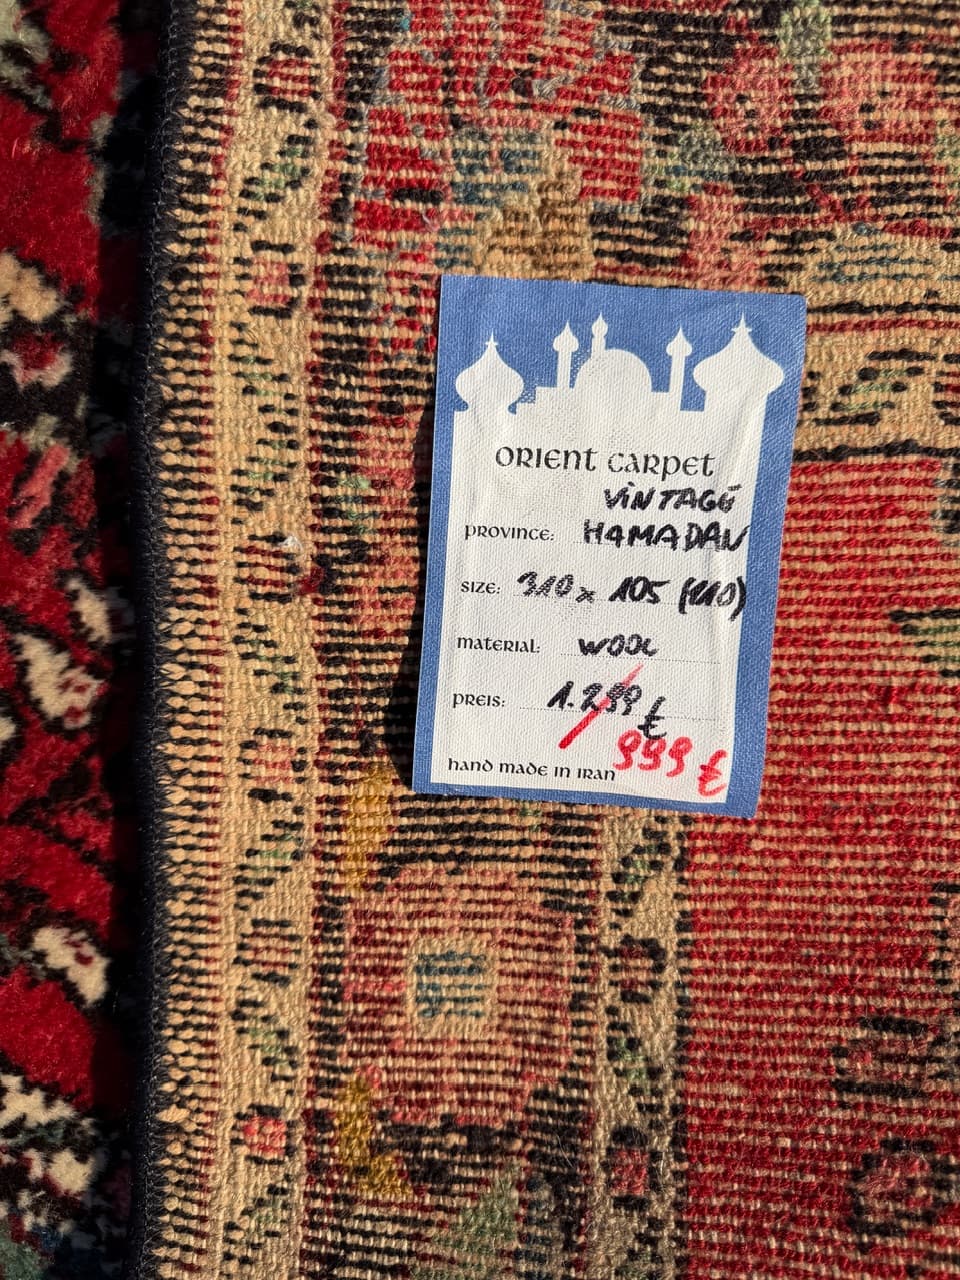 ORIENT CARPET
VINTAGE
PROVINCE: HAMADAN
SIZE: 310 x 105 (110)
MATERIAL: WOOL
PREIS: 1.299 €
999 €
HAND MADE IN IRAN